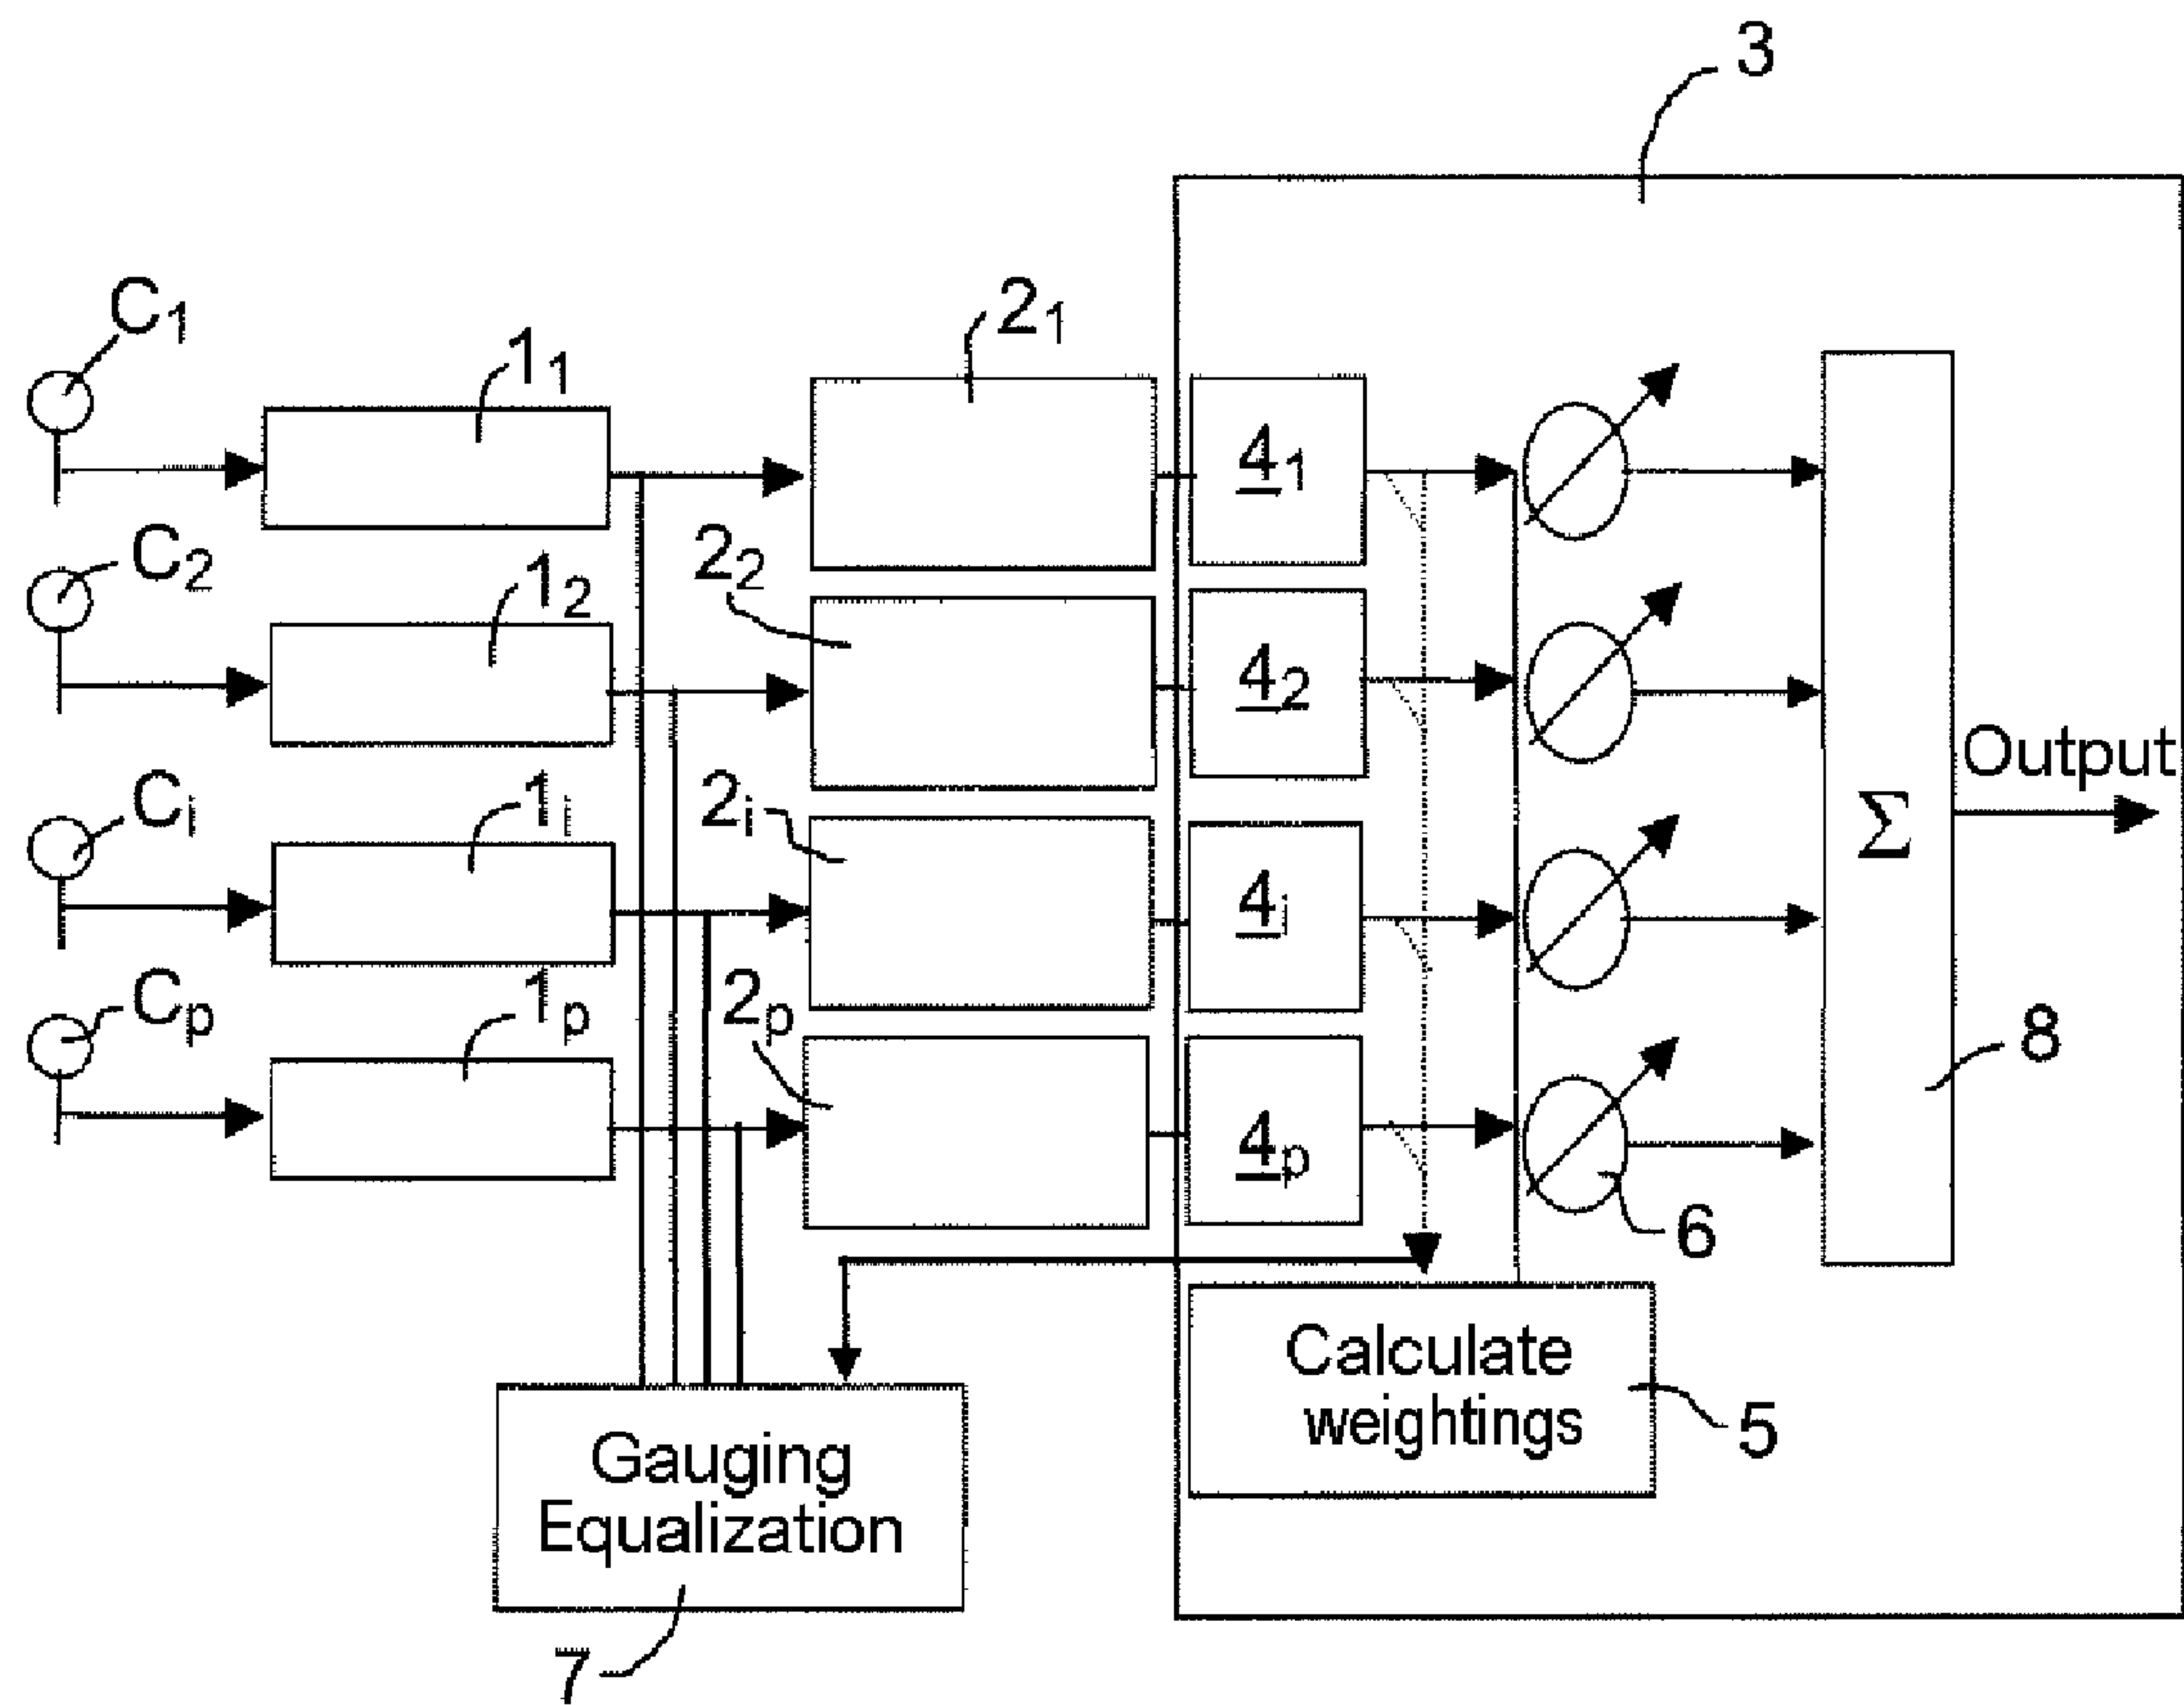 3
C1
11
21
41
C2
12
22
42
Output
Ci
1i
2i
4i
Σ
Cp
1p
2p
4p
8
6
Calculate
weightings
5
Gauging
Equalization
7